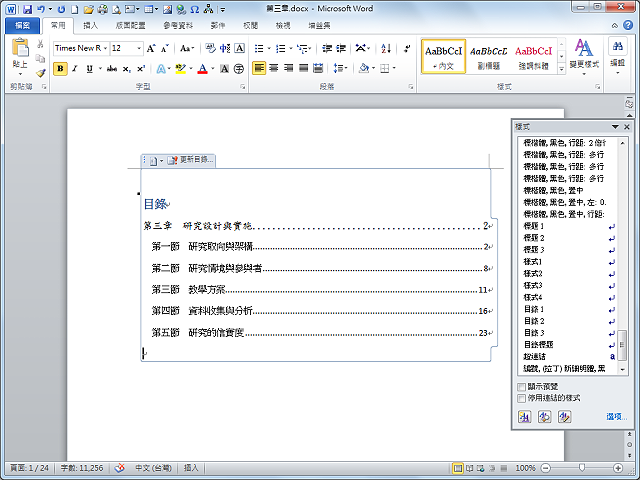 第三章.docx - Microsoft Word
檔案 常用 插入 版面配置 參考資料 郵件 校閱 檢視 增益集
貼上
Times New R 12
B I U abc x₂ x²
AaBbCcI AaBbCcI AaBbCcI
內文 副標題 強調斜體
變更樣式 編輯
剪貼簿 字型 段落 樣式
更新目錄...
目錄
第三章 研究設計與實施 2
第一節 研究取向與架構 2
第二節 研究情境與參與者 8
第三節 教學方案 11
第四節 資料收集與分析 16
第五節 研究的信實度 23
樣式
標楷體, 黑色, 行距: 2 倍行
標楷體, 黑色, 行距: 多行
標楷體, 黑色, 行距: 多行
標楷體, 黑色, 行距: 多行
標楷體, 黑色, 置中
標楷體, 黑色, 置中, 左: 0.
標楷體, 黑色, 置中, 行距:
標題 1
標題 2
標題 3
樣式1
樣式2
樣式3
樣式4
目錄 1
目錄 2
目錄 3
目錄標題
超連結 a
顯示預覽
停用連結的樣式
選項...
頁面: 1 / 24 字數: 11,256 中文 (台灣) 插入 100%